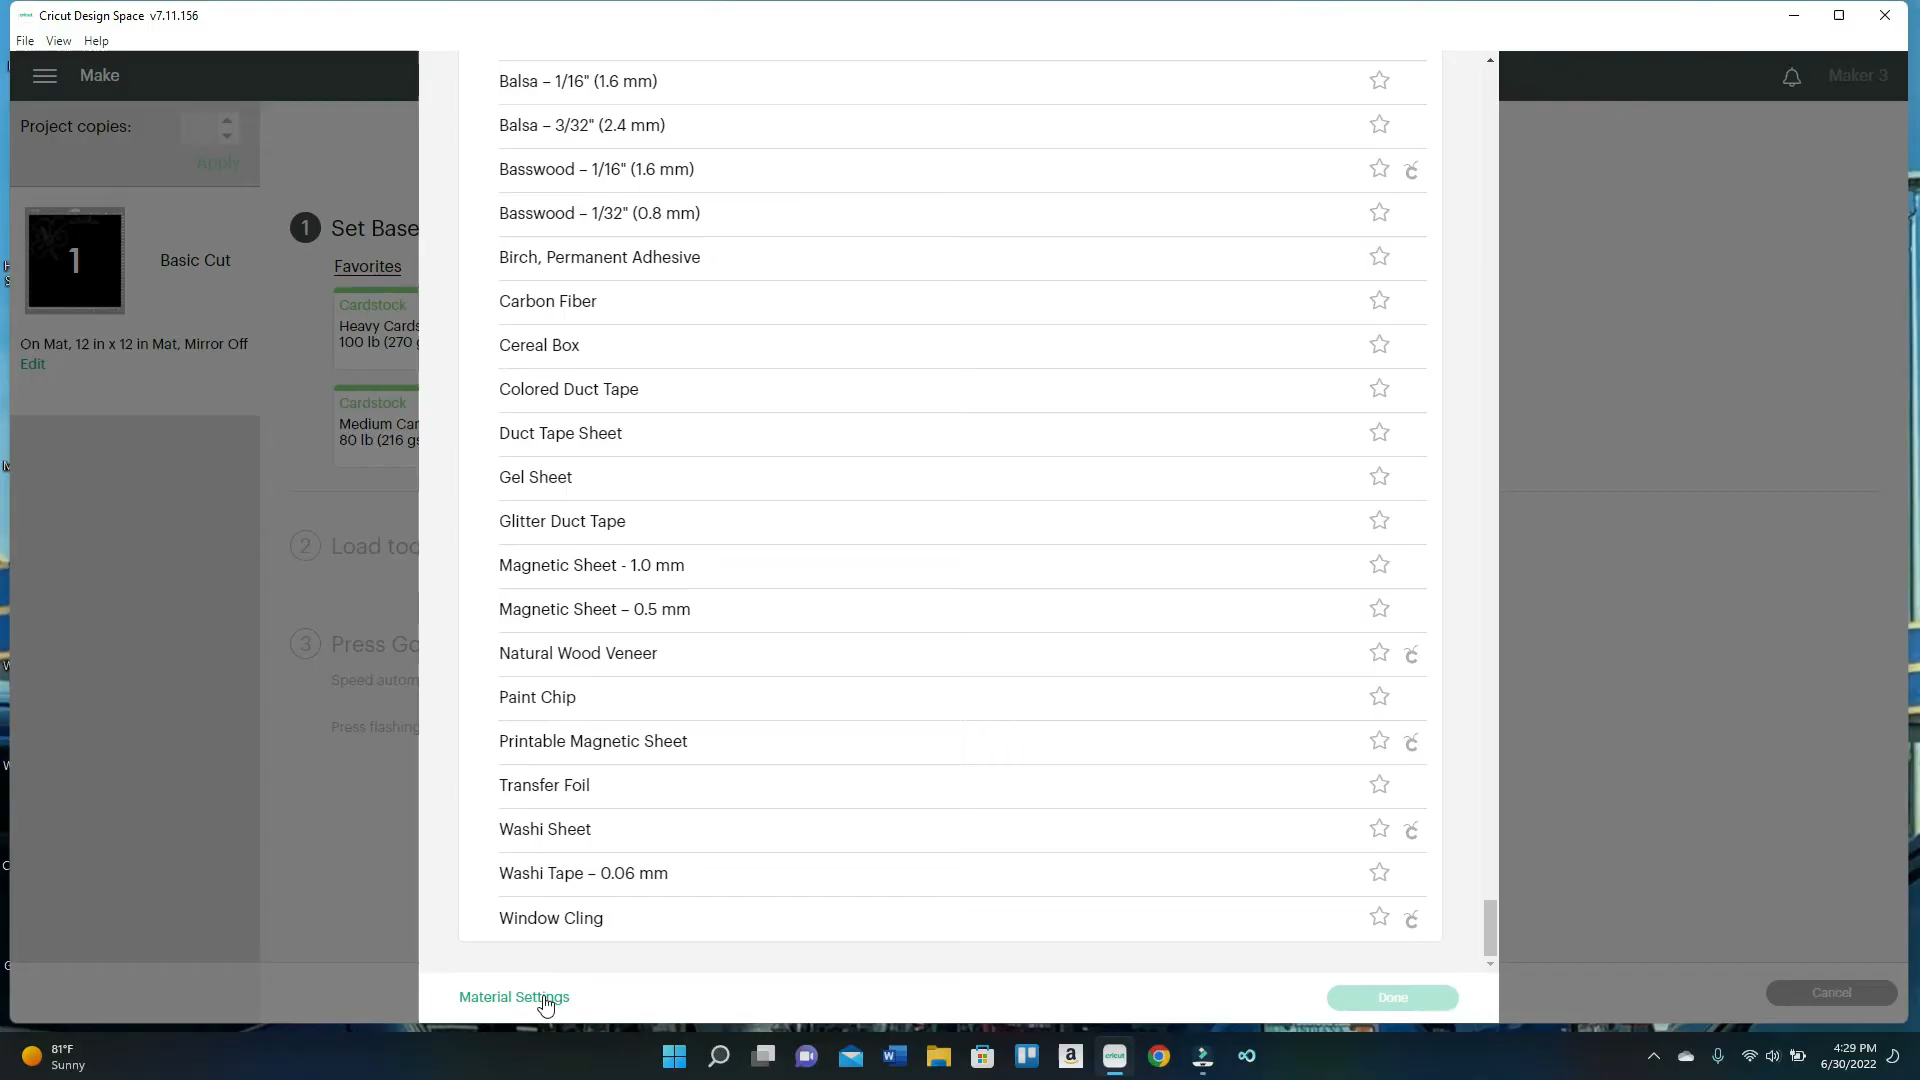 cricut Cricut Design Space v7.11.156
File View Help
Make
Maker 3
Project copies:
Apply
1
Basic Cut
On Mat, 12 in x 12 in Mat, Mirror Off
Edit
1 Set Base
Favorites
Cardstock
Heavy Cards
100 lb (270 g
Cardstock
Medium Car
80 lb (216 gs
2 Load too
3 Press Go
Speed autom
Press flashing
Balsa – 1/16" (1.6 mm)
Balsa – 3/32" (2.4 mm)
Basswood – 1/16" (1.6 mm)
Basswood – 1/32" (0.8 mm)
Birch, Permanent Adhesive
Carbon Fiber
Cereal Box
Colored Duct Tape
Duct Tape Sheet
Gel Sheet
Glitter Duct Tape
Magnetic Sheet - 1.0 mm
Magnetic Sheet – 0.5 mm
Natural Wood Veneer
Paint Chip
Printable Magnetic Sheet
Transfer Foil
Washi Sheet
Washi Tape – 0.06 mm
Window Cling
Material Settings
Done
Cancel
81°F
Sunny
cricut
4:29 PM
6/30/2022